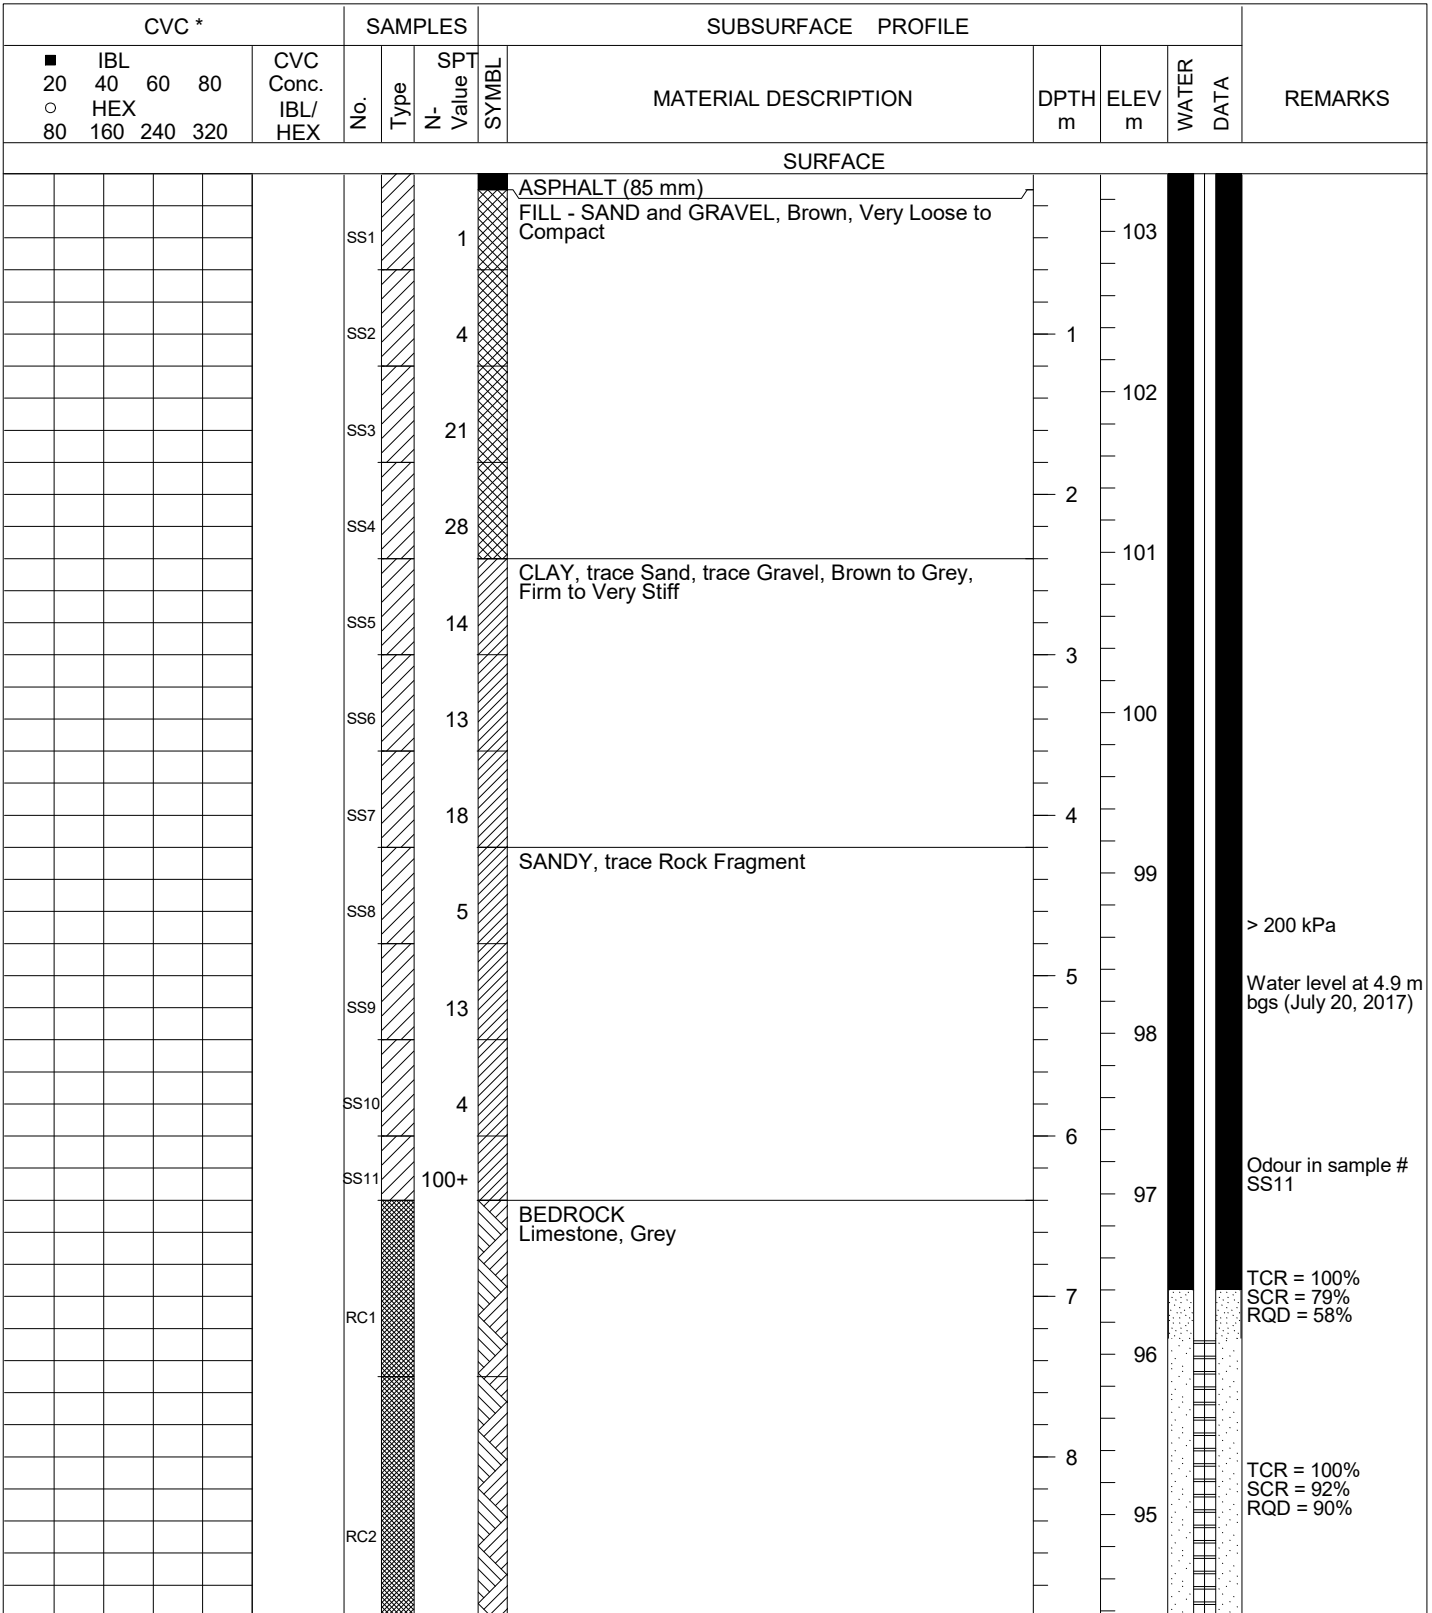 CVC *
SAMPLES
SUBSURFACE PROFILE
■ IBL
20 40 60 80
○ HEX
80 160 240 320
CVC
Conc.
IBL/
HEX
No.
Type
SPT
N-
Value
SYMBL
MATERIAL DESCRIPTION
DPTH
m
ELEV
m
WATER
DATA
REMARKS
SURFACE
ASPHALT (85 mm)
FILL - SAND and GRAVEL, Brown, Very Loose to
Compact
SS1 1
103
SS2 4
1
102
SS3 21
2
SS4 28
101
CLAY, trace Sand, trace Gravel, Brown to Grey,
Firm to Very Stiff
SS5 14
3
SS6 13
100
SS7 18
4
SANDY, trace Rock Fragment
99
SS8 5
> 200 kPa
5
Water level at 4.9 m
bgs (July 20, 2017)
SS9 13
98
SS10 4
6
Odour in sample #
SS11
SS11 100+
97
BEDROCK
Limestone, Grey
TCR = 100%
SCR = 79%
RQD = 58%
7
RC1
96
8
TCR = 100%
SCR = 92%
RQD = 90%
95
RC2